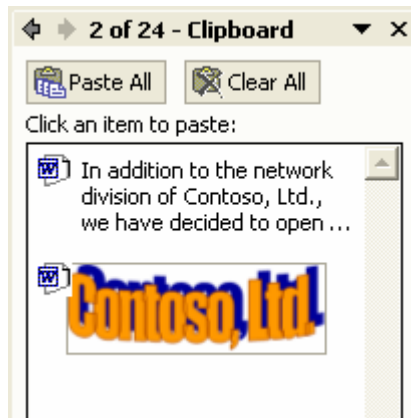 2 of 24 - Clipboard
Paste All Clear All
Click an item to paste:
In addition to the network
division of Contoso, Ltd.,
we have decided to open ...
Contoso, Ltd.